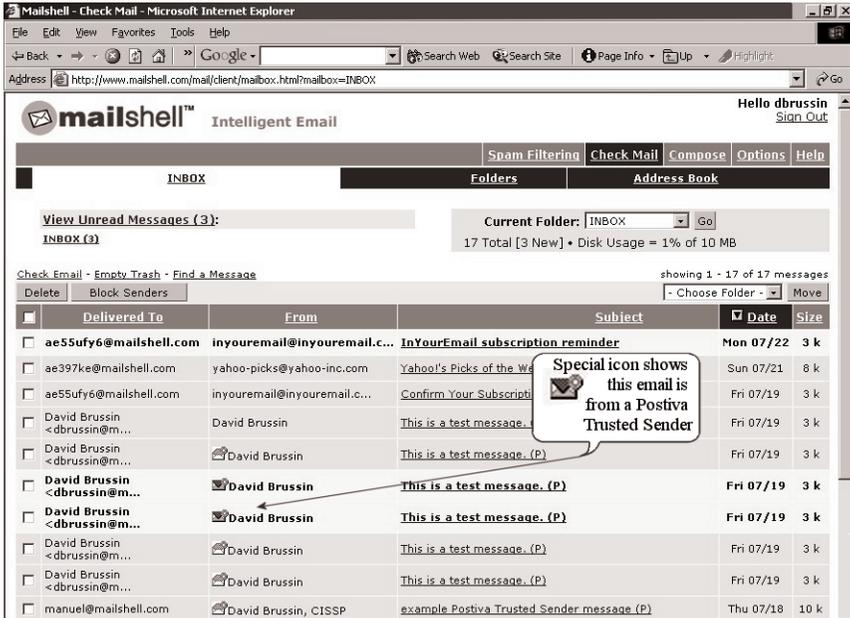 Mailshell - Check Mail - Microsoft Internet Explorer
File Edit View Favorites Tools Help
Back » Google Search Web Search Site Page Info Up Highlight
Address http://www.mailshell.com/mail/client/mailbox.html?mailbox=INBOX Go
mailshell™ Intelligent Email
Hello dbrussin
Sign Out
Spam Filtering Check Mail Compose Options Help
INBOX Folders Address Book
View Unread Messages (3):
INBOX (3)
Current Folder: INBOX Go
17 Total [3 New] • Disk Usage = 1% of 10 MB
Check Email - Empty Trash - Find a Message showing 1 - 17 of 17 messages
Delete Block Senders - Choose Folder - Move
Delivered To From Subject Date Size
ae55ufy6@mailshell.com inyouremail@inyouremail.c... InYourEmail subscription reminder Mon 07/22 3 k
ae397ke@mailshell.com yahoo-picks@yahoo-inc.com Yahoo!'s Picks of the We Sun 07/21 8 k
ae55ufy6@mailshell.com inyouremail@inyouremail.c... Confirm Your Subscripti Fri 07/19 3 k
David Brussin
<dbrussin@m... David Brussin This is a test message. Fri 07/19 3 k
David Brussin
<dbrussin@m... David Brussin This is a test message. (P) Fri 07/19 3 k
David Brussin
<dbrussin@m... David Brussin This is a test message. (P) Fri 07/19 3 k
David Brussin
<dbrussin@m... David Brussin This is a test message. (P) Fri 07/19 3 k
David Brussin
<dbrussin@m... David Brussin This is a test message. (P) Fri 07/19 3 k
David Brussin
<dbrussin@m... David Brussin This is a test message. (P) Fri 07/19 3 k
manuel@mailshell.com David Brussin, CISSP example Postiva Trusted Sender message (P) Thu 07/18 10 k
Special icon shows
this email is
from a Postiva
Trusted Sender